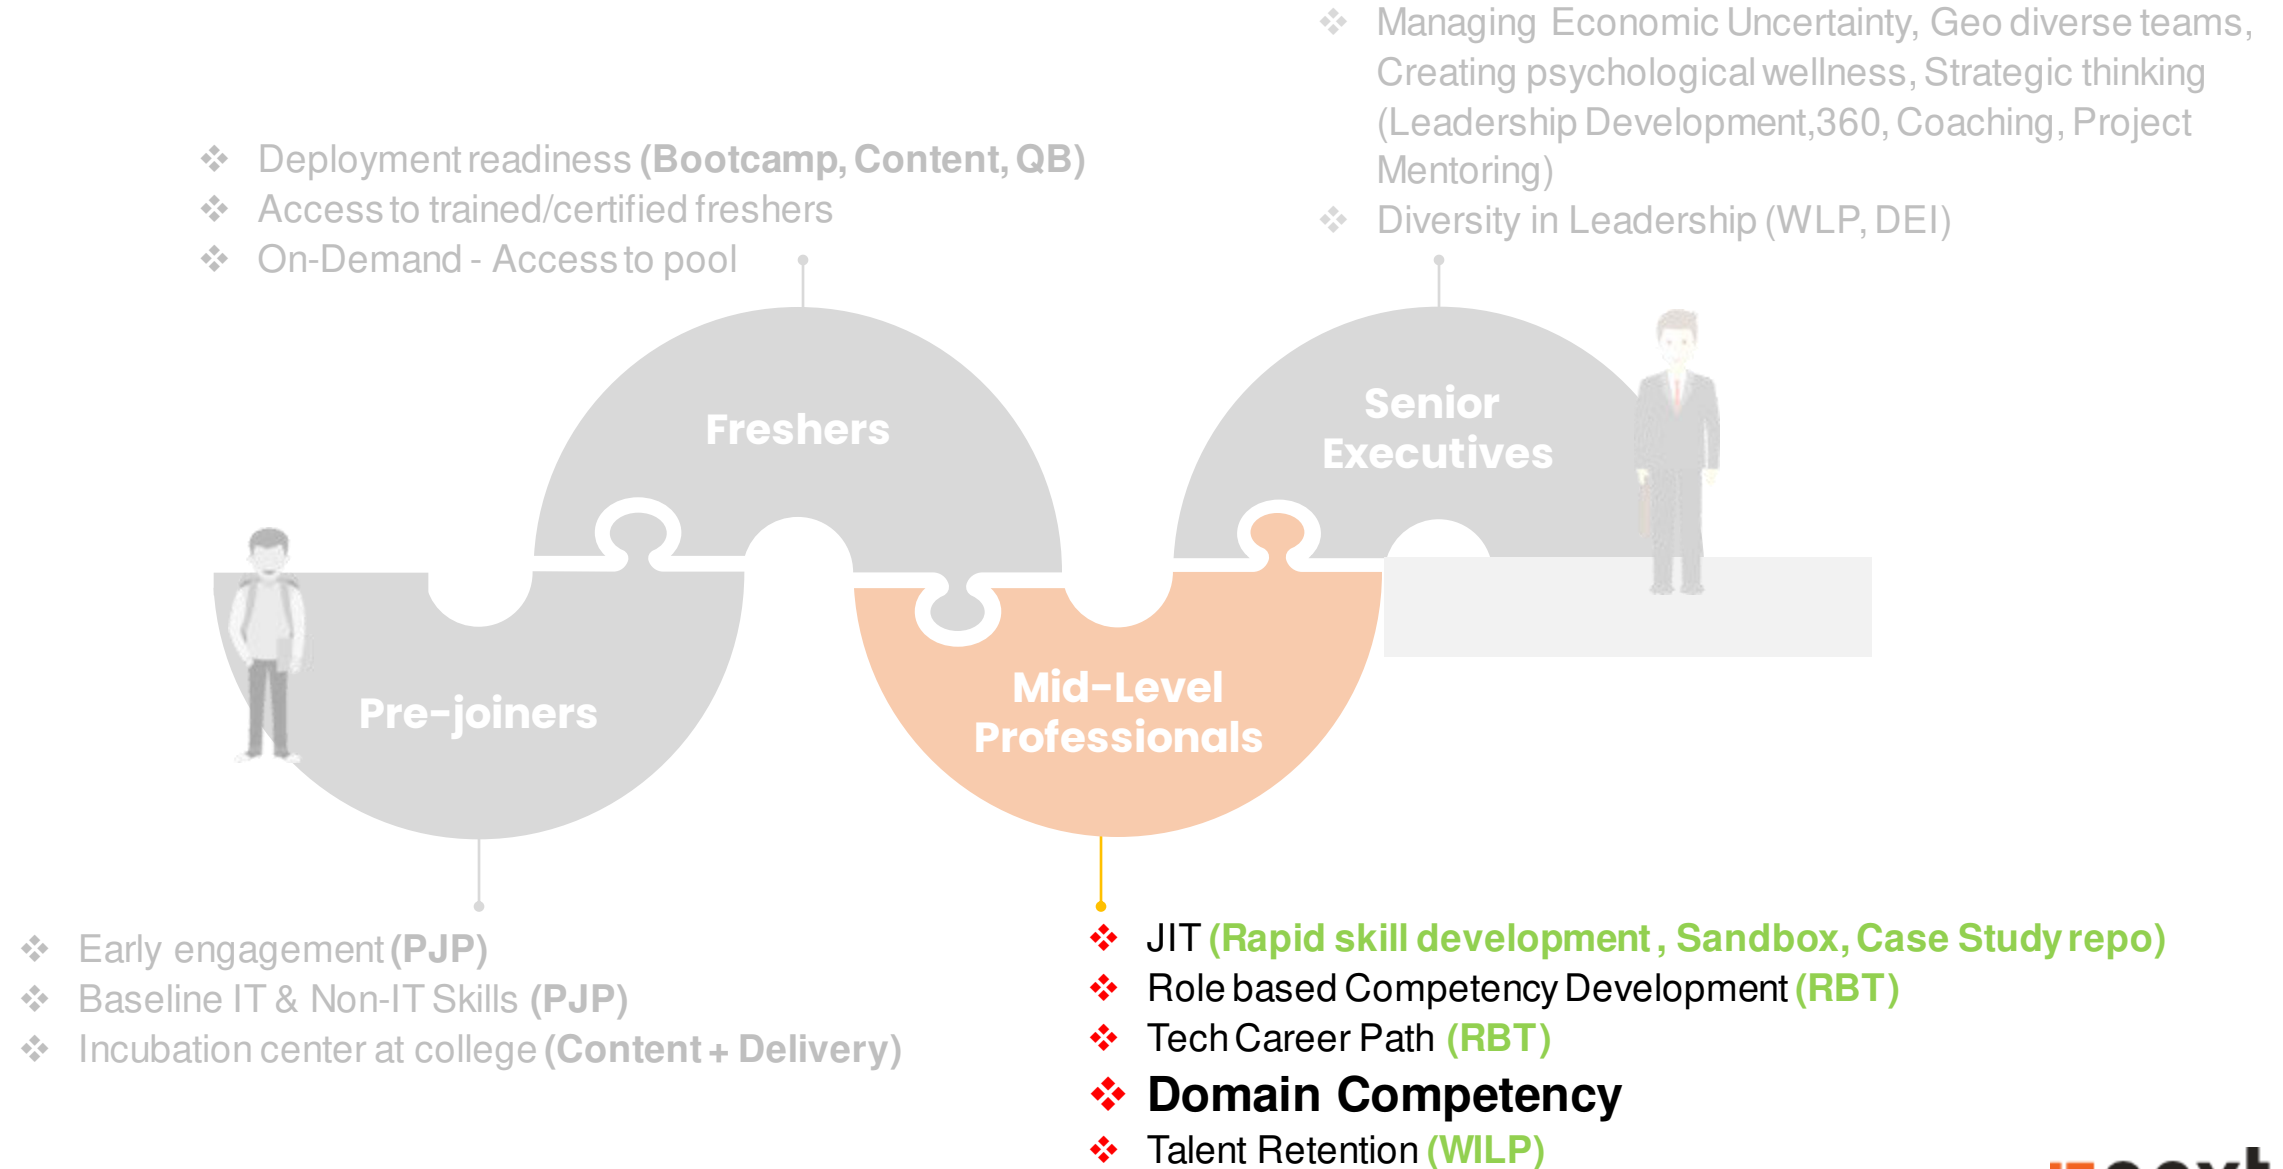 Managing Economic Uncertainty, Geo diverse teams,
Creating psychological wellness, Strategic thinking
(Leadership Development,360, Coaching, Project
Mentoring)
Diversity in Leadership (WLP, DEI)
Deployment readiness (Bootcamp, Content, QB)
Access to trained/certified freshers
On-Demand - Access to pool
Freshers
Senior
Executives
Pre-joiners
Mid-Level
Professionals
Early engagement (PJP)
Baseline IT & Non-IT Skills (PJP)
Incubation center at college (Content + Delivery)
JIT (Rapid skill development , Sandbox, Case Study repo)
Role based Competency Development (RBT)
Tech Career Path (RBT)
Domain Competency
Talent Retention (WILP)